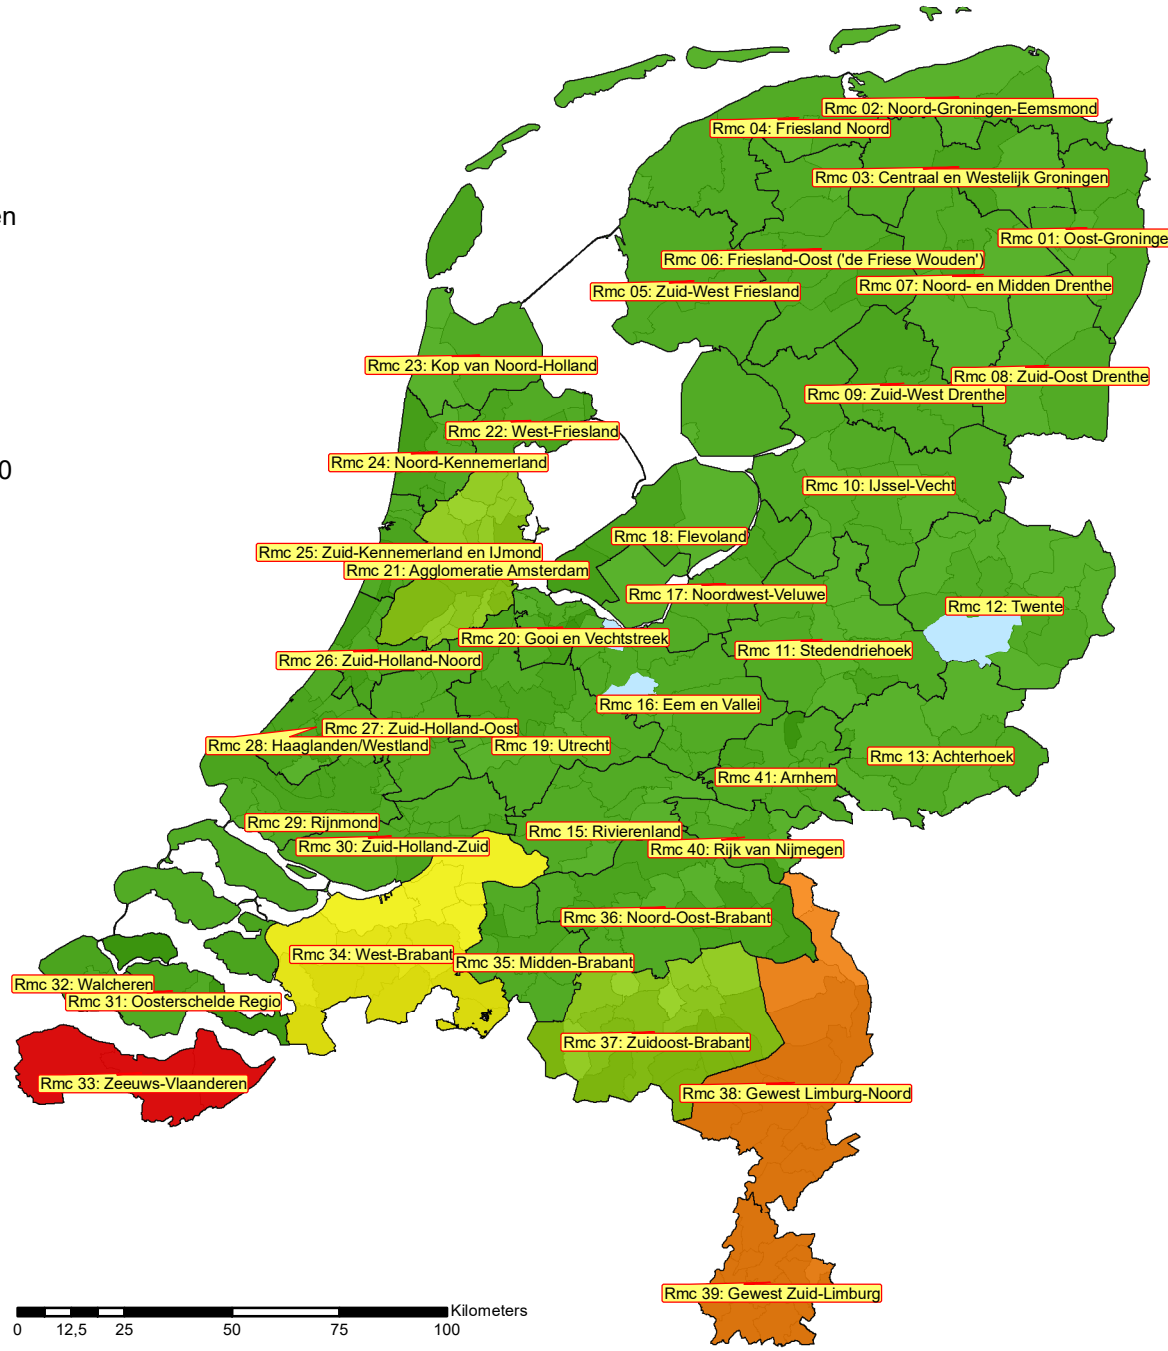 Rmc 02: Noord-Groningen-Eemsmond
Rmc 04: Friesland Noord
Rmc 03: Centraal en Westelijk Groningen
en
Rmc 01: Oost-Groninge
Rmc 06: Friesland-Oost ('de Friese Wouden')
Rmc 07: Noord- en Midden Drenthe
Rmc 05: Zuid-West Friesland
Rmc 23: Kop van Noord-Holland
Rmc 08: Zuid-Oost Drenthe
Rmc 09: Zuid-West Drenthe
Rmc 22: West-Friesland
Rmc 24: Noord-Kennemerland
0
Rmc 10: IJssel-Vecht
Rmc 18: Flevoland
Rmc 25: Zuid-Kennemerland en IJmond
Rmc 21: Agglomeratie Amsterdam
Rmc 17: Noordwest-Veluwe
Rmc 12: Twente
Rmc 20: Gooi en Vechtstreek
Rmc 11: Stedendriehoek
Rmc 26: Zuid-Holland-Noord
Rmc 16: Eem en Vallei
Rmc 27: Zuid-Holland-Oost
Rmc 28: Haaglanden/Westland
Rmc 19: Utrecht
Rmc 13: Achterhoek
Rmc 41: Arnhem
Rmc 29: Rijnmond
Rmc 15: Rivierenland
Rmc 30: Zuid-Holland-Zuid
Rmc 40: Rijk van Nijmegen
Rmc 36: Noord-Oost-Brabant
Rmc 34: West-Brabant
Rmc 35: Midden-Brabant
Rmc 32: Walcheren
Rmc 31: Oosterschelde Regio
Rmc 37: Zuidoost-Brabant
Rmc 33: Zeeuws-Vlaanderen
Rmc 38: Gewest Limburg-Noord
Rmc 39: Gewest Zuid-Limburg
Kilometers
0 12,5 25 50 75 100